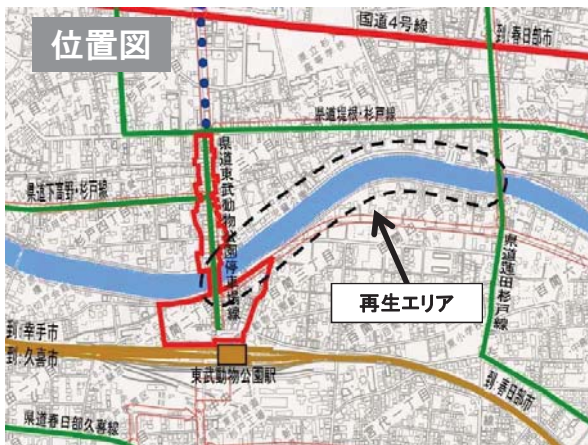 位置図
国道4号線
到:春日部市
県道堤根・杉戸線
県道下高野・杉戸線
県道東武動物公園停車場線
県道蓮田杉戸線
再生エリア
到:幸手市
到:久喜市
東武動物公園駅
到:春日部市
県道春日部久喜線